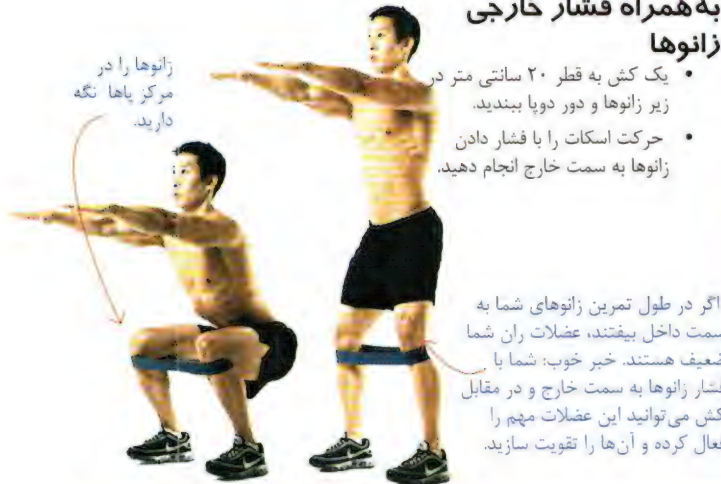 به‌همراه فشار خارجی
زانوها
• یک کش به قطر ۲۰ سانتی متر در
زیر زانوها و دور دوپا ببندید.
• حرکت اسکات را با فشار دادن
زانوها به سمت خارج انجام دهید.
زانوها را در
مرکز پاها نگه
دارید.
اگر در طول تمرین زانوهای شما به
سمت داخل بیفتند، عضلات ران شما
ضعیف هستند. خبر خوب: شما با
فشار زانوها به سمت خارج و در مقابل
کش می‌توانید این عضلات مهم را
فعال کرده و آن‌ها را تقویت سازید.